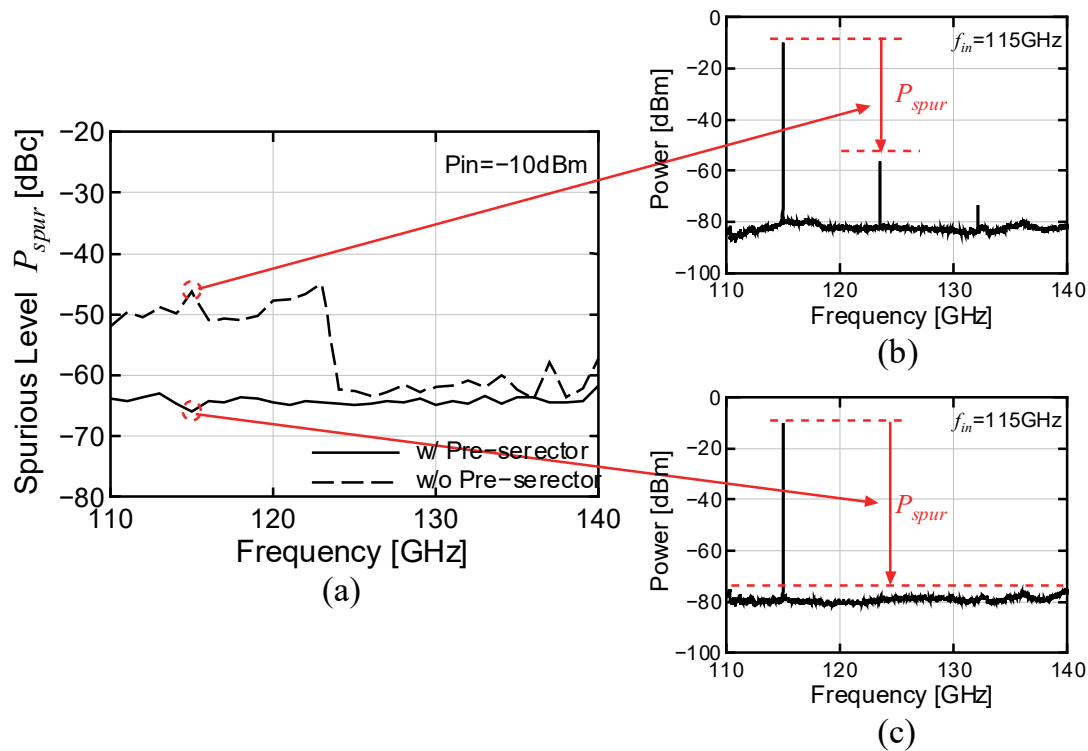 −20
−30
−40
−50
−60
−70
−80
Spurious Level P_spur [dBc]
Pin=−10dBm
w/ Pre−serector
w/o Pre−serector
110 120 130 140
Frequency [GHz]
(a)
0
−20
−40
−60
−80
−100
Power [dBm]
f_in=115GHz
P_spur
110 120 130 140
Frequency [GHz]
(b)
0
−20
−40
−60
−80
−100
Power [dBm]
f_in=115GHz
P_spur
110 120 130 140
Frequency [GHz]
(c)